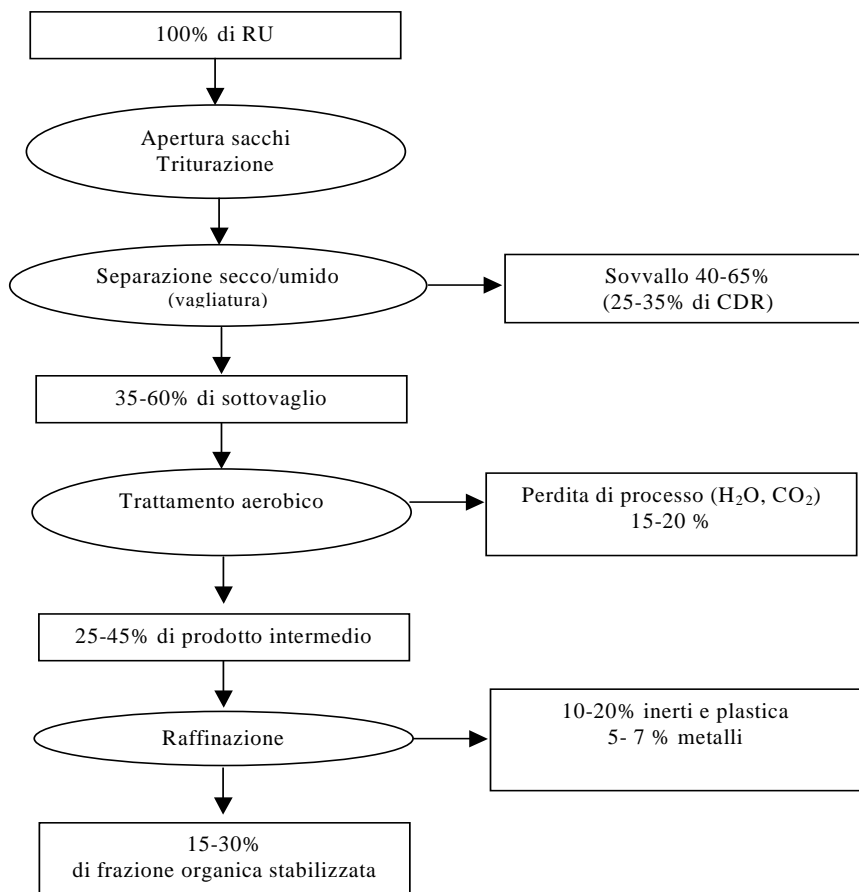 100% di RU
Apertura sacchi
Triturazione
Separazione secco/umido
(vagliatura)
Sovvallo 40-65%
(25-35% di CDR)
35-60% di sottovaglio
Trattamento aerobico
Perdita di processo (H₂O, CO₂)
15-20 %
25-45% di prodotto intermedio
Raffinazione
10-20% inerti e plastica
5- 7 % metalli
15-30%
di frazione organica stabilizzata